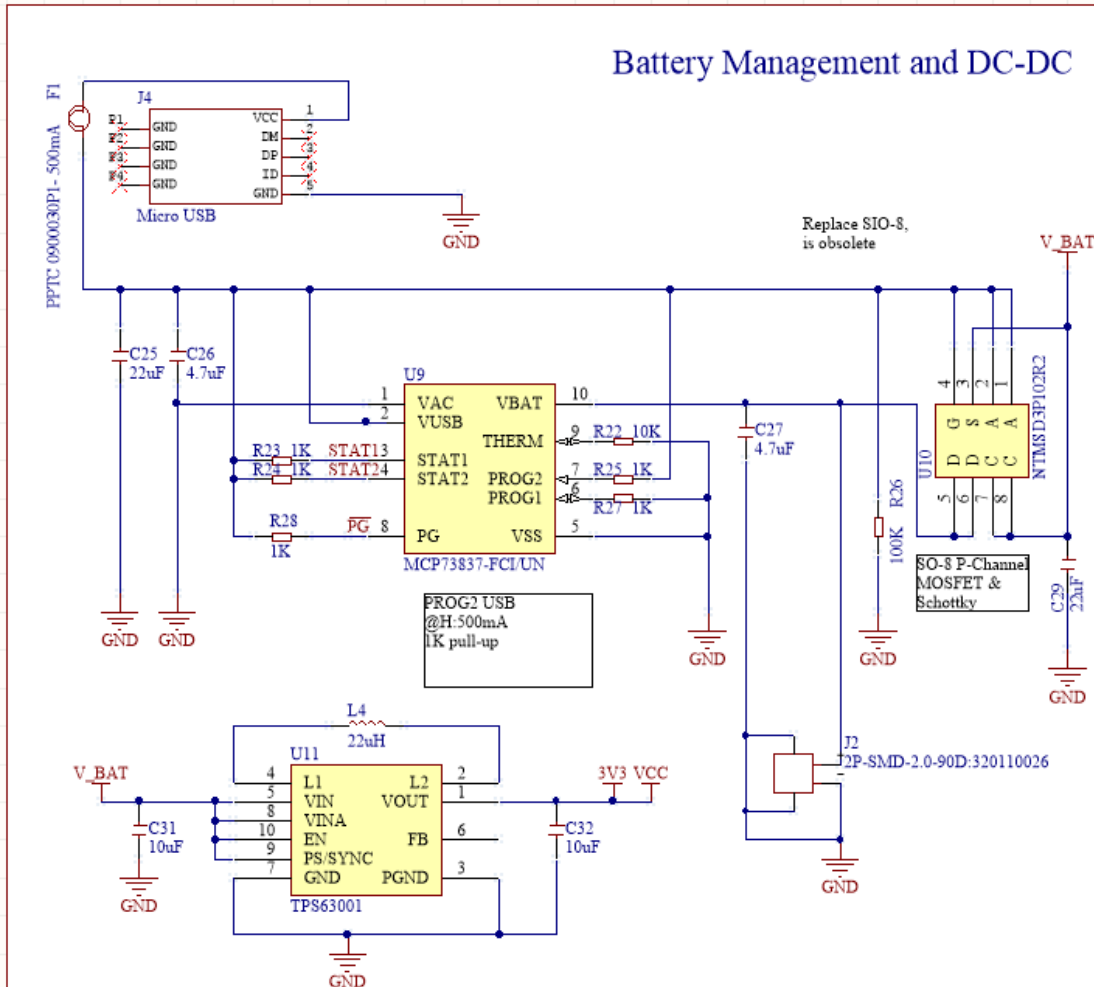 Battery Management and DC-DC
PPTC 0900030P1- 500mA F1
J4
P1
P2
P3
P4
GND
GND
GND
GND
VCC
DM
DP
ID
GND
1
2
3
4
5
Micro USB
GND
Replace SIO-8,
is obsolete
V_BAT
C25
22uF
C26
4.7uF
U9
1
2
VAC
VUSB
VBAT
10
THERM
9
R22 10K
R23 1K
STAT1
3
STAT1
R24 1K
STAT2
4
STAT2
PROG2
7
R25 1K
PROG1
6
R27 1K
R28
1K
PG
8
PG
VSS
5
MCP73837-FCI/UN
C27
4.7uF
R26
100K
4
3
2
1
G
S
A
A
D
D
C
C
5
6
7
8
U10
NTMSD3P102R2
SO-8 P-Channel
MOSFET &
Schottky
C29
22uF
PROG2 USB
@H:500mA
1K pull-up
GND
GND
GND
GND
GND
L4
22uH
U11
V_BAT
4
5
8
10
9
7
L1
VIN
VINA
EN
PS/SYNC
GND
L2
VOUT
FB
PGND
2
1
6
3
TPS63001
C31
10uF
GND
3V3
VCC
C32
10uF
GND
J2
2P-SMD-2.0-90D:320110026
GND